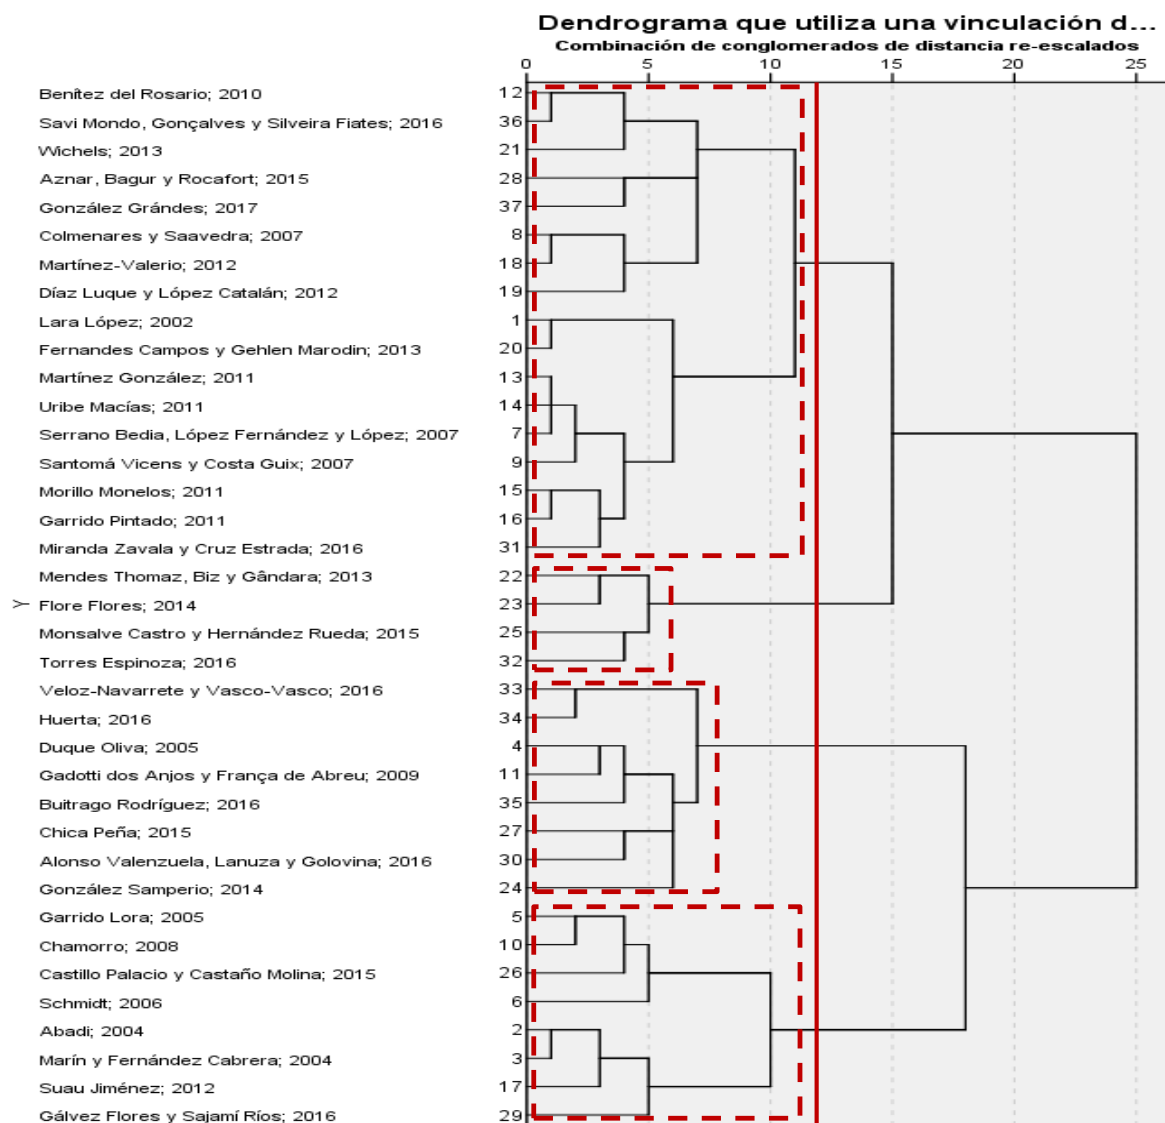 Dendrograma que utiliza una vinculación d...
Combinación de conglomerados de distancia re-escalados
0 5 10 15 20 25
Benítez del Rosario; 2010 12
Savi Mondo, Gonçalves y Silveira Fiates; 2016 36
Wichels; 2013 21
Aznar, Bagur y Rocafort; 2015 28
González Grándes; 2017 37
Colmenares y Saavedra; 2007 8
Martínez-Valerio; 2012 18
Díaz Luque y López Catalán; 2012 19
Lara López; 2002 1
Fernandes Campos y Gehlen Marodin; 2013 20
Martínez González; 2011 13
Uribe Macías; 2011 14
Serrano Bedia, López Fernández y López; 2007 7
Santomá Vicens y Costa Guix; 2007 9
Morillo Monelos; 2011 15
Garrido Pintado; 2011 16
Miranda Zavala y Cruz Estrada; 2016 31
Mendes Thomaz, Biz y Gândara; 2013 22
Y Flore Flores; 2014 23
Monsalve Castro y Hernández Rueda; 2015 25
Torres Espinoza; 2016 32
Veloz-Navarrete y Vasco-Vasco; 2016 33
Huerta; 2016 34
Duque Oliva; 2005 4
Gadotti dos Anjos y França de Abreu; 2009 11
Buitrago Rodríguez; 2016 35
Chica Peña; 2015 27
Alonso Valenzuela, Lanuza y Golovina; 2016 30
González Samperio; 2014 24
Garrido Lora; 2005 5
Chamorro; 2008 10
Castillo Palacio y Castaño Molina; 2015 26
Schmidt; 2006 6
Abadi; 2004 2
Marín y Fernández Cabrera; 2004 3
Suau Jiménez; 2012 17
Gálvez Flores y Sajamí Ríos; 2016 29